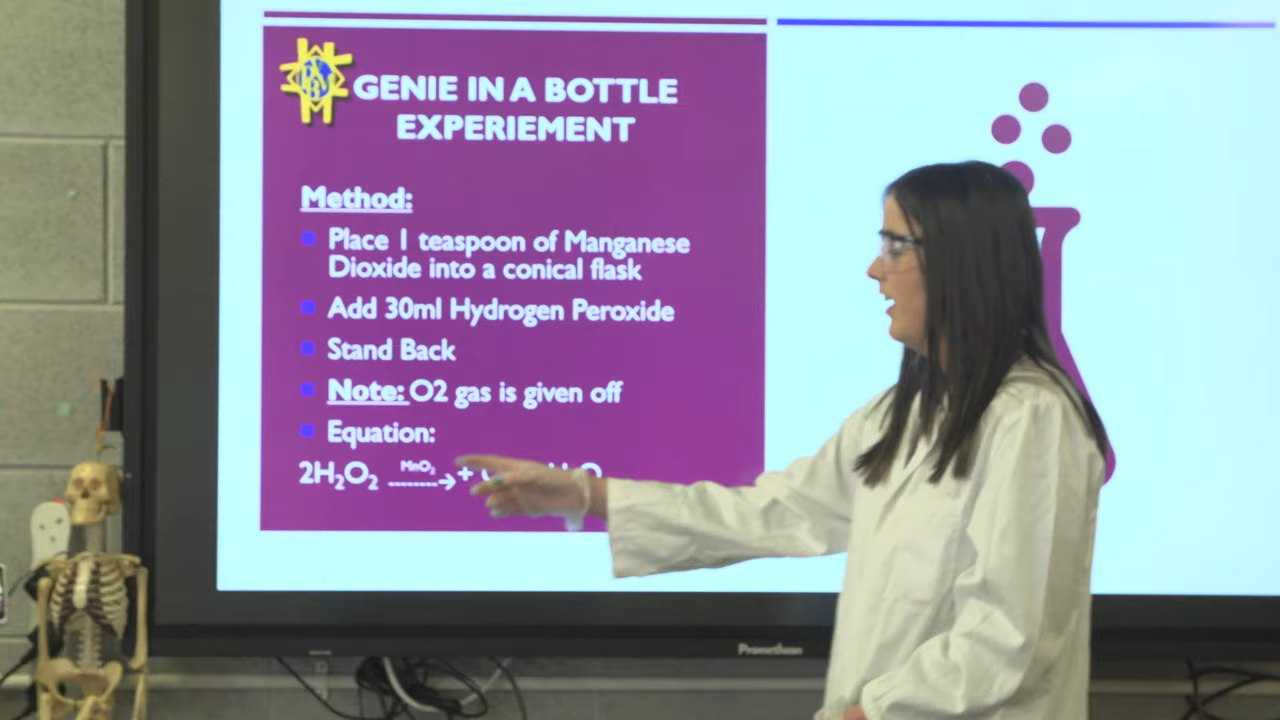 GENIE IN A BOTTLE
EXPERIEMENT
Method:
Place 1 teaspoon of Manganese
Dioxide into a conical flask
Add 30ml Hydrogen Peroxide
Stand Back
Note: O2 gas is given off
Equation:
2H₂O₂ MnO₂ --------> +
Promethean